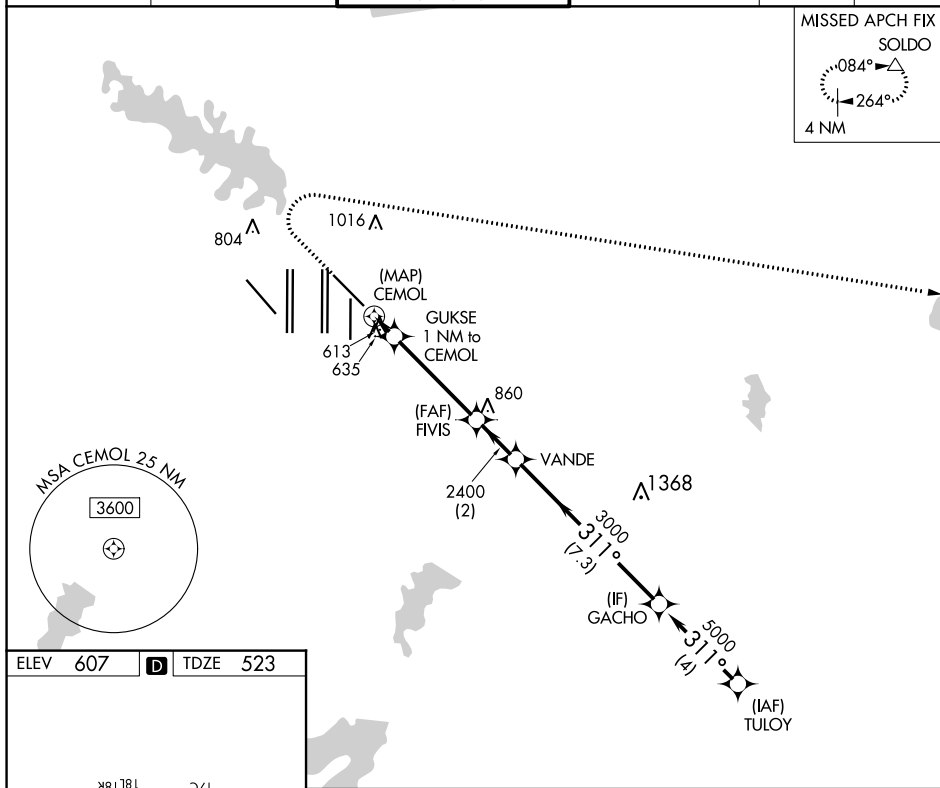 MISSED APCH FIX
SOLDO
084°
264°
4 NM
1016
804
(MAP)
CEMOL
GUKSE
1 NM to
CEMOL
613
635
860
(FAF)
FIVIS
VANDE
2400
(2)
1368
MSA CEMOL 25 NM
3600
3000
311°
(7.3)
(IF)
GACHO
5000
311°
(4)
(IAF)
TULOY
ELEV 607
D
TDZE 523